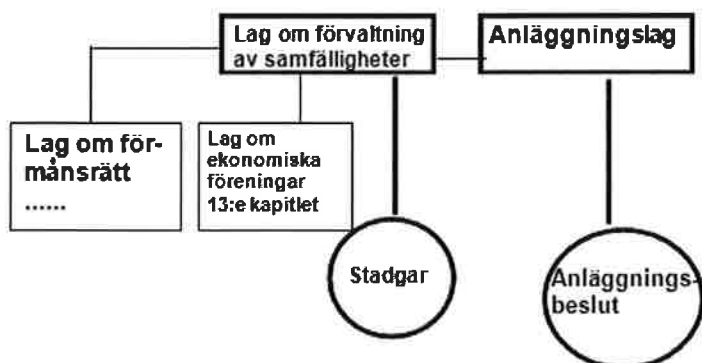 Lag om förvaltning
av samfälligheter
Anläggningslag
Lag om för-
månsrätt
......
Lag om
ekonomiska
föreningar
13:e kapitlet
Stadgar
Anläggnings-
beslut